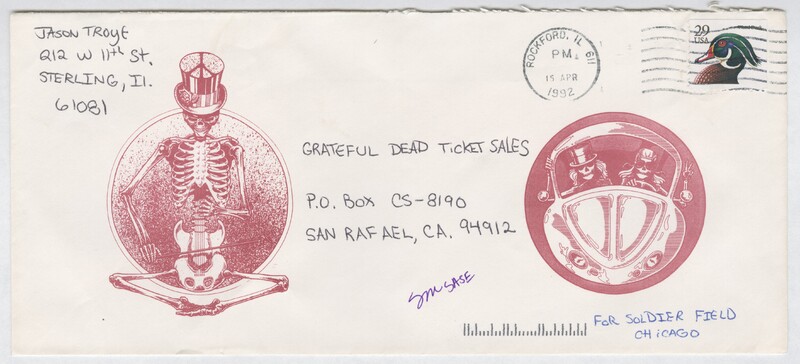 JASON TROYE
212 W 11th St.
STERLING, Il.
61081
ROCKFORD, IL 611
PM
15 APR
1992
29
USA
GRATEFUL DEAD TICKET SALES
P.O. BOX CS-8190
SAN RAFAEL, CA. 94912
SASE
FOR SOLDIER FIELD
CHICAGO